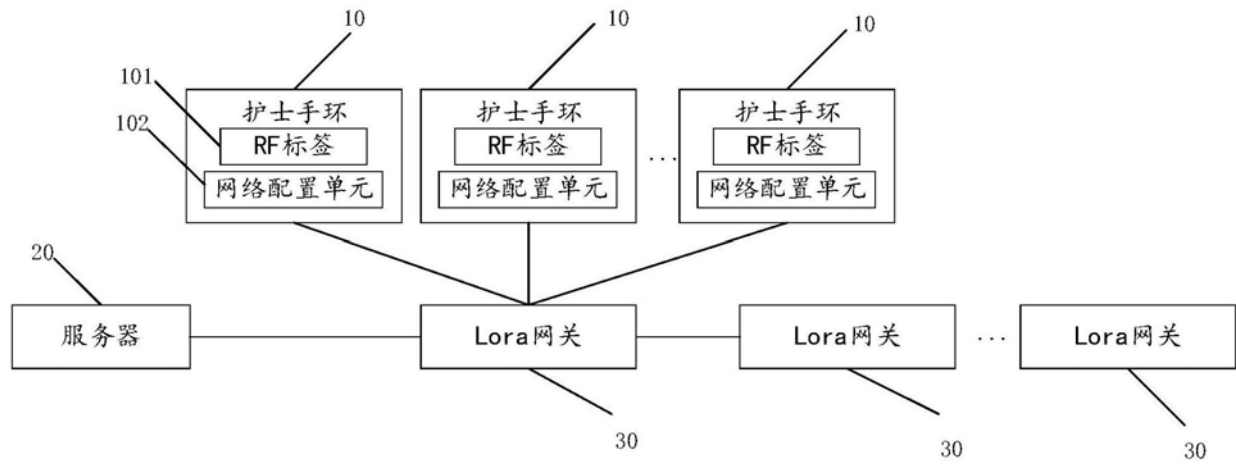 10 10 10
101 护士手环 护士手环 护士手环
102 RF标签 RF标签 ... RF标签
网络配置单元 网络配置单元 网络配置单元
20
服务器 Lora网关 Lora网关 ... Lora网关
30 30 30